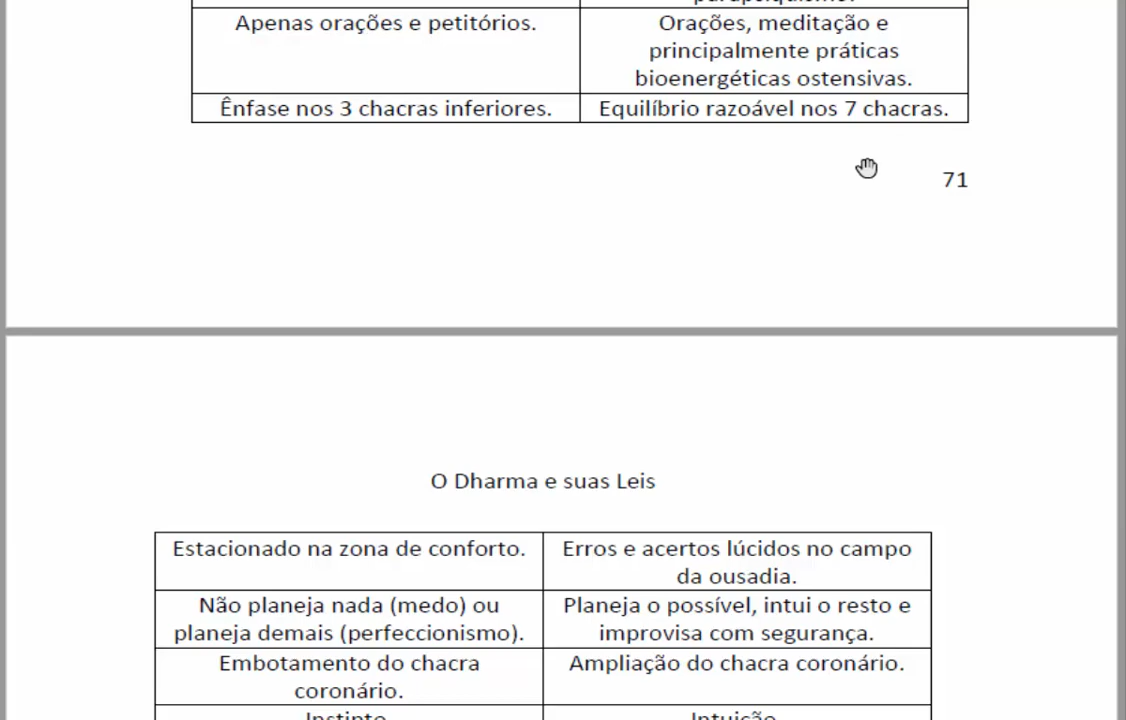 Apenas orações e petitórios.
Orações, meditação e
principalmente práticas
bioenergéticas ostensivas.
Ênfase nos 3 chacras inferiores.
Equilíbrio razoável nos 7 chacras.
71
O Dharma e suas Leis
Estacionado na zona de conforto.
Erros e acertos lúcidos no campo
da ousadia.
Não planeja nada (medo) ou
planeja demais (perfeccionismo).
Planeja o possível, intui o resto e
improvisa com segurança.
Embotamento do chacra
coronário.
Ampliação do chacra coronário.
Instinto
Intuição